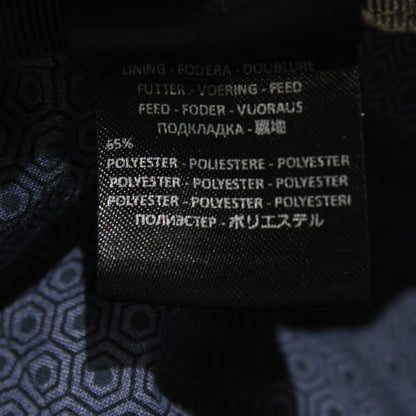 LINING - FODERA - DOUBLURE
FUTTER - VOERING - FEED
FEED - FODER - VUORAUS
ПОДКЛАДКА - 裏地
65%
POLYESTER - POLIESTERE - POLYESTER
POLYESTER - POLYESTER - POLYESTER
POLYESTER - POLYESTER - POLYESTERI
ПОЛИЭСТЕР - ポリエステル